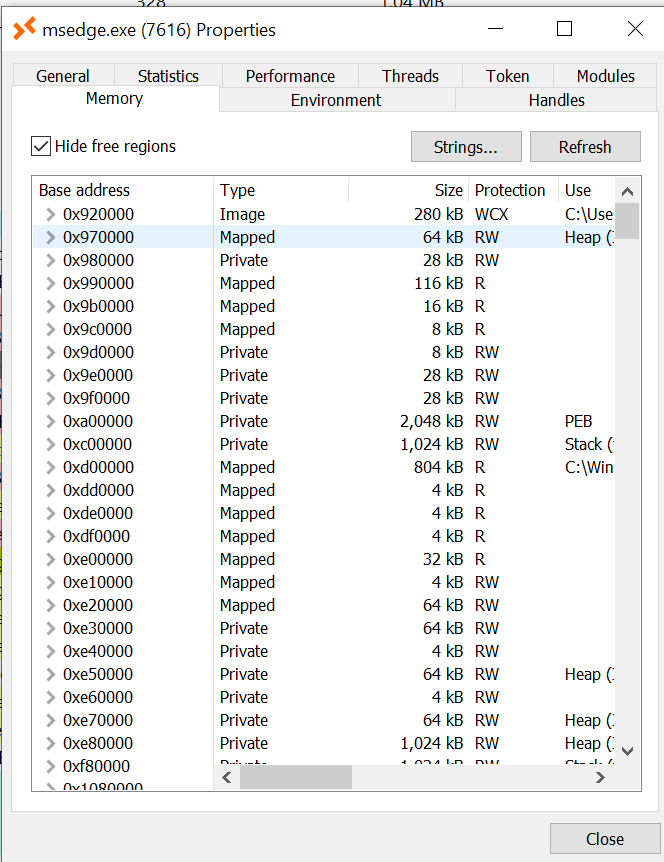 328 1.04 MB
msedge.exe (7616) Properties
General Statistics Performance Threads Token Modules
Memory Environment Handles
Hide free regions Strings... Refresh
Base address Type Size Protection Use
0x920000 Image 280 kB WCX C:\Use
0x970000 Mapped 64 kB RW Heap (
0x980000 Private 28 kB RW
0x990000 Mapped 116 kB R
0x9b0000 Mapped 16 kB R
0x9c0000 Mapped 8 kB R
0x9d0000 Private 8 kB RW
0x9e0000 Private 28 kB RW
0x9f0000 Private 28 kB RW
0xa00000 Private 2,048 kB RW PEB
0xc00000 Private 1,024 kB RW Stack (
0xd00000 Mapped 804 kB R C:\Win
0xdd0000 Mapped 4 kB R
0xde0000 Mapped 4 kB R
0xdf0000 Mapped 4 kB R
0xe00000 Mapped 32 kB R
0xe10000 Mapped 4 kB RW
0xe20000 Mapped 64 kB RW
0xe30000 Private 64 kB RW
0xe40000 Private 4 kB RW
0xe50000 Private 64 kB RW Heap (
0xe60000 Private 4 kB RW
0xe70000 Private 64 kB RW Heap (
0xe80000 Private 1,024 kB RW Heap (
0xf80000 Private 1,024 kB RW Stack (
0x1080000
Close